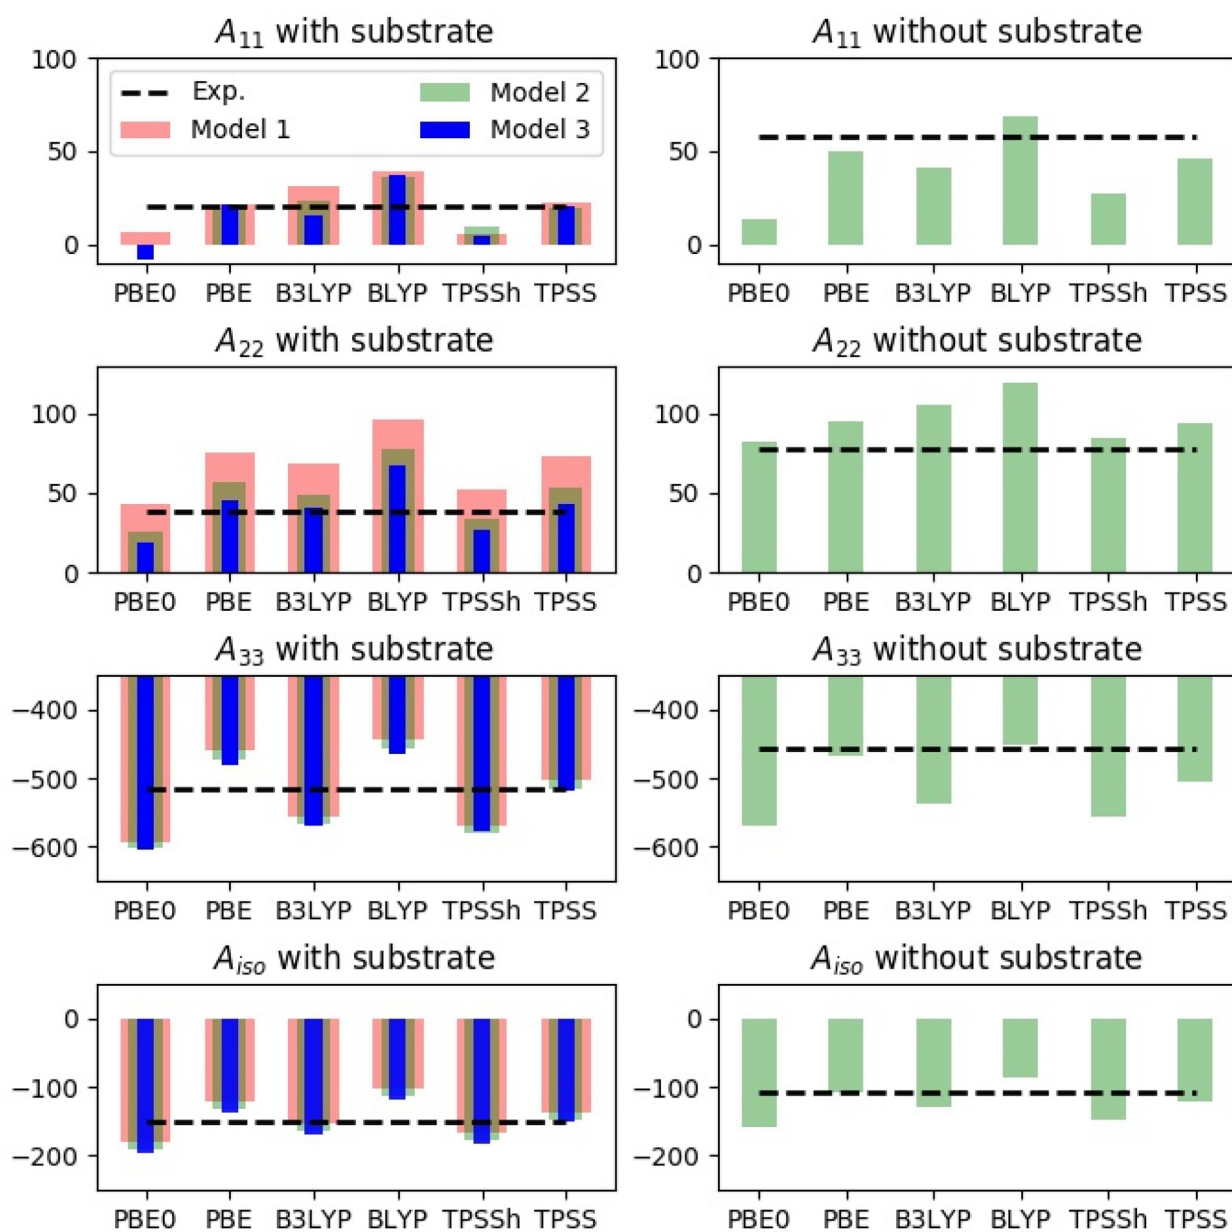 A₁₁ with substrate
A₁₁ without substrate
100
50
0
Exp.
Model 1
Model 2
Model 3
PBE0 PBE B3LYP BLYP TPSSh TPSS
100
50
0
PBE0 PBE B3LYP BLYP TPSSh TPSS
A₂₂ with substrate
A₂₂ without substrate
100
50
0
PBE0 PBE B3LYP BLYP TPSSh TPSS
100
50
0
PBE0 PBE B3LYP BLYP TPSSh TPSS
A₃₃ with substrate
A₃₃ without substrate
−400
−500
−600
PBE0 PBE B3LYP BLYP TPSSh TPSS
−400
−500
−600
PBE0 PBE B3LYP BLYP TPSSh TPSS
A_iso with substrate
A_iso without substrate
0
−100
−200
PBE0 PBE B3LYP BLYP TPSSh TPSS
0
−100
−200
PBE0 PBE B3LYP BLYP TPSSh TPSS